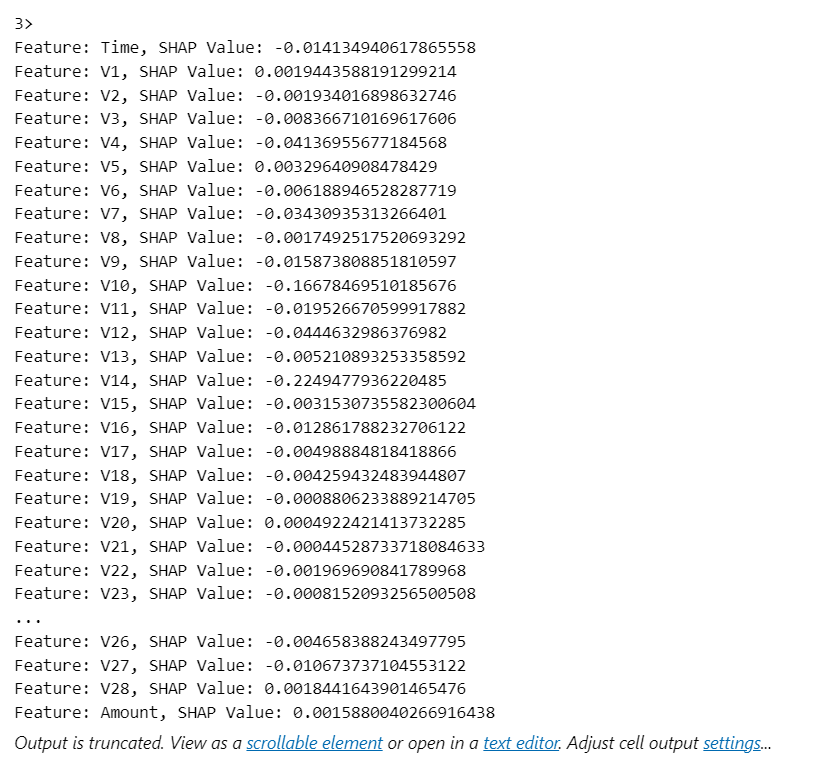 3>
Feature: Time, SHAP Value: -0.014134940617865558
Feature: V1, SHAP Value: 0.0019443588191299214
Feature: V2, SHAP Value: -0.001934016898632746
Feature: V3, SHAP Value: -0.008366710169617606
Feature: V4, SHAP Value: -0.04136955677184568
Feature: V5, SHAP Value: 0.00329640908478429
Feature: V6, SHAP Value: -0.006188946528287719
Feature: V7, SHAP Value: -0.03430935313266401
Feature: V8, SHAP Value: -0.0017492517520693292
Feature: V9, SHAP Value: -0.015873808851810597
Feature: V10, SHAP Value: -0.16678469510185676
Feature: V11, SHAP Value: -0.019526670599917882
Feature: V12, SHAP Value: -0.0444632986376982
Feature: V13, SHAP Value: -0.005210893253358592
Feature: V14, SHAP Value: -0.2249477936220485
Feature: V15, SHAP Value: -0.0031530735582300604
Feature: V16, SHAP Value: -0.012861788232706122
Feature: V17, SHAP Value: -0.00498884818418866
Feature: V18, SHAP Value: -0.004259432483944807
Feature: V19, SHAP Value: -0.0008806233889214705
Feature: V20, SHAP Value: 0.0004922421413732285
Feature: V21, SHAP Value: -0.00044528733718084633
Feature: V22, SHAP Value: -0.001969690841789968
Feature: V23, SHAP Value: -0.0008152093256500508
...
Feature: V26, SHAP Value: -0.004658388243497795
Feature: V27, SHAP Value: -0.010673737104553122
Feature: V28, SHAP Value: 0.0018441643901465476
Feature: Amount, SHAP Value: 0.0015880040266916438
Output is truncated. View as a scrollable element or open in a text editor. Adjust cell output settings...